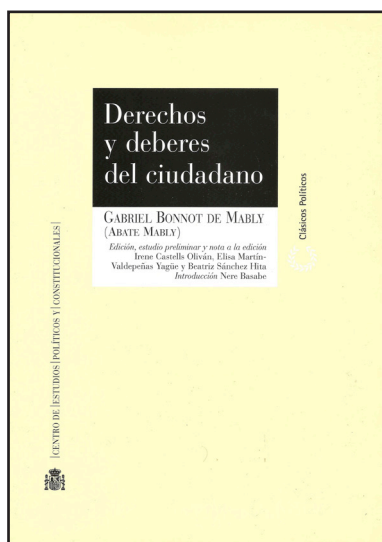 Derechos
y deberes
del ciudadano
GABRIEL BONNOT DE MABLY
(ABATE MABLY)
Edición, estudio preliminar y nota a la edición
Irene Castells Oliván, Elisa Martín-
Valdepeñas Yagüe y Beatriz Sánchez Hita
Introducción Nere Basabe
Clásicos Políticos
|CENTRO DE|ESTUDIOS|POLÍTICOS Y|CONSTITUCIONALES|